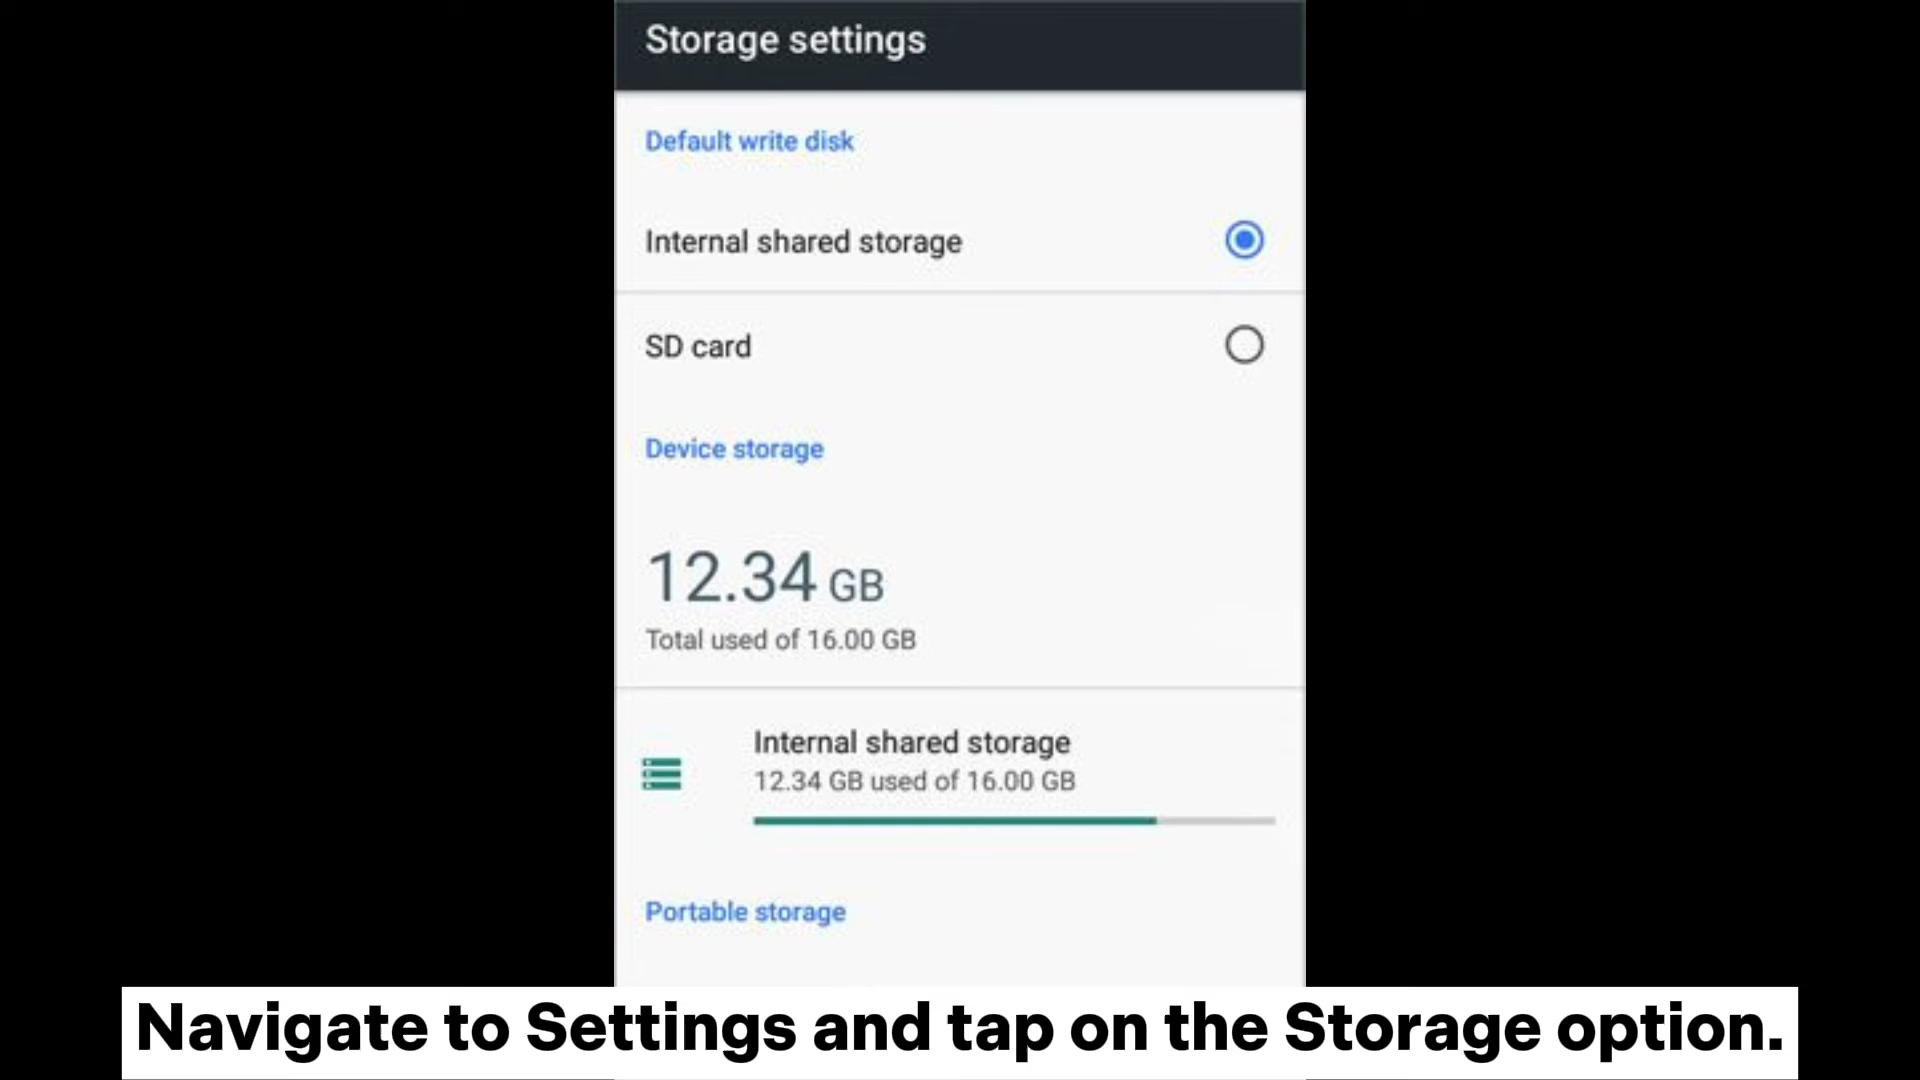 Storage settings
Default write disk
Internal shared storage
SD card
Device storage
12.34 GB
Total used of 16.00 GB
Internal shared storage
12.34 GB used of 16.00 GB
Portable storage
Navigate to Settings and tap on the Storage option.